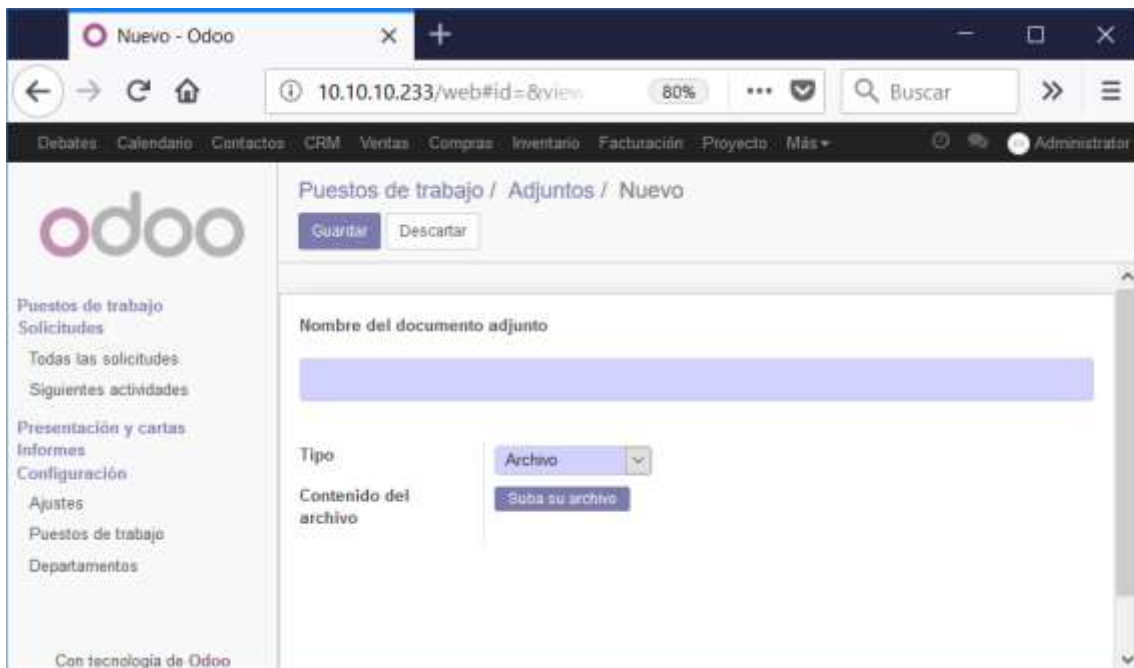 Nuevo - Odoo
10.10.10.233/web#id=&view
80%
Buscar
Debates Calendario Contactos CRM Ventas Compras Inventario Facturación Proyecto Más
Administrator
odoo
Puestos de trabajo / Adjuntos / Nuevo
Guardar Descartar
Puestos de trabajo
Solicitudes
Todas las solicitudes
Siguientes actividades
Presentación y cartas
Informes
Configuración
Ajustes
Puestos de trabajo
Departamentos
Con tecnología de Odoo
Nombre del documento adjunto
Tipo Archivo
Contenido del Suba su archivo
archivo